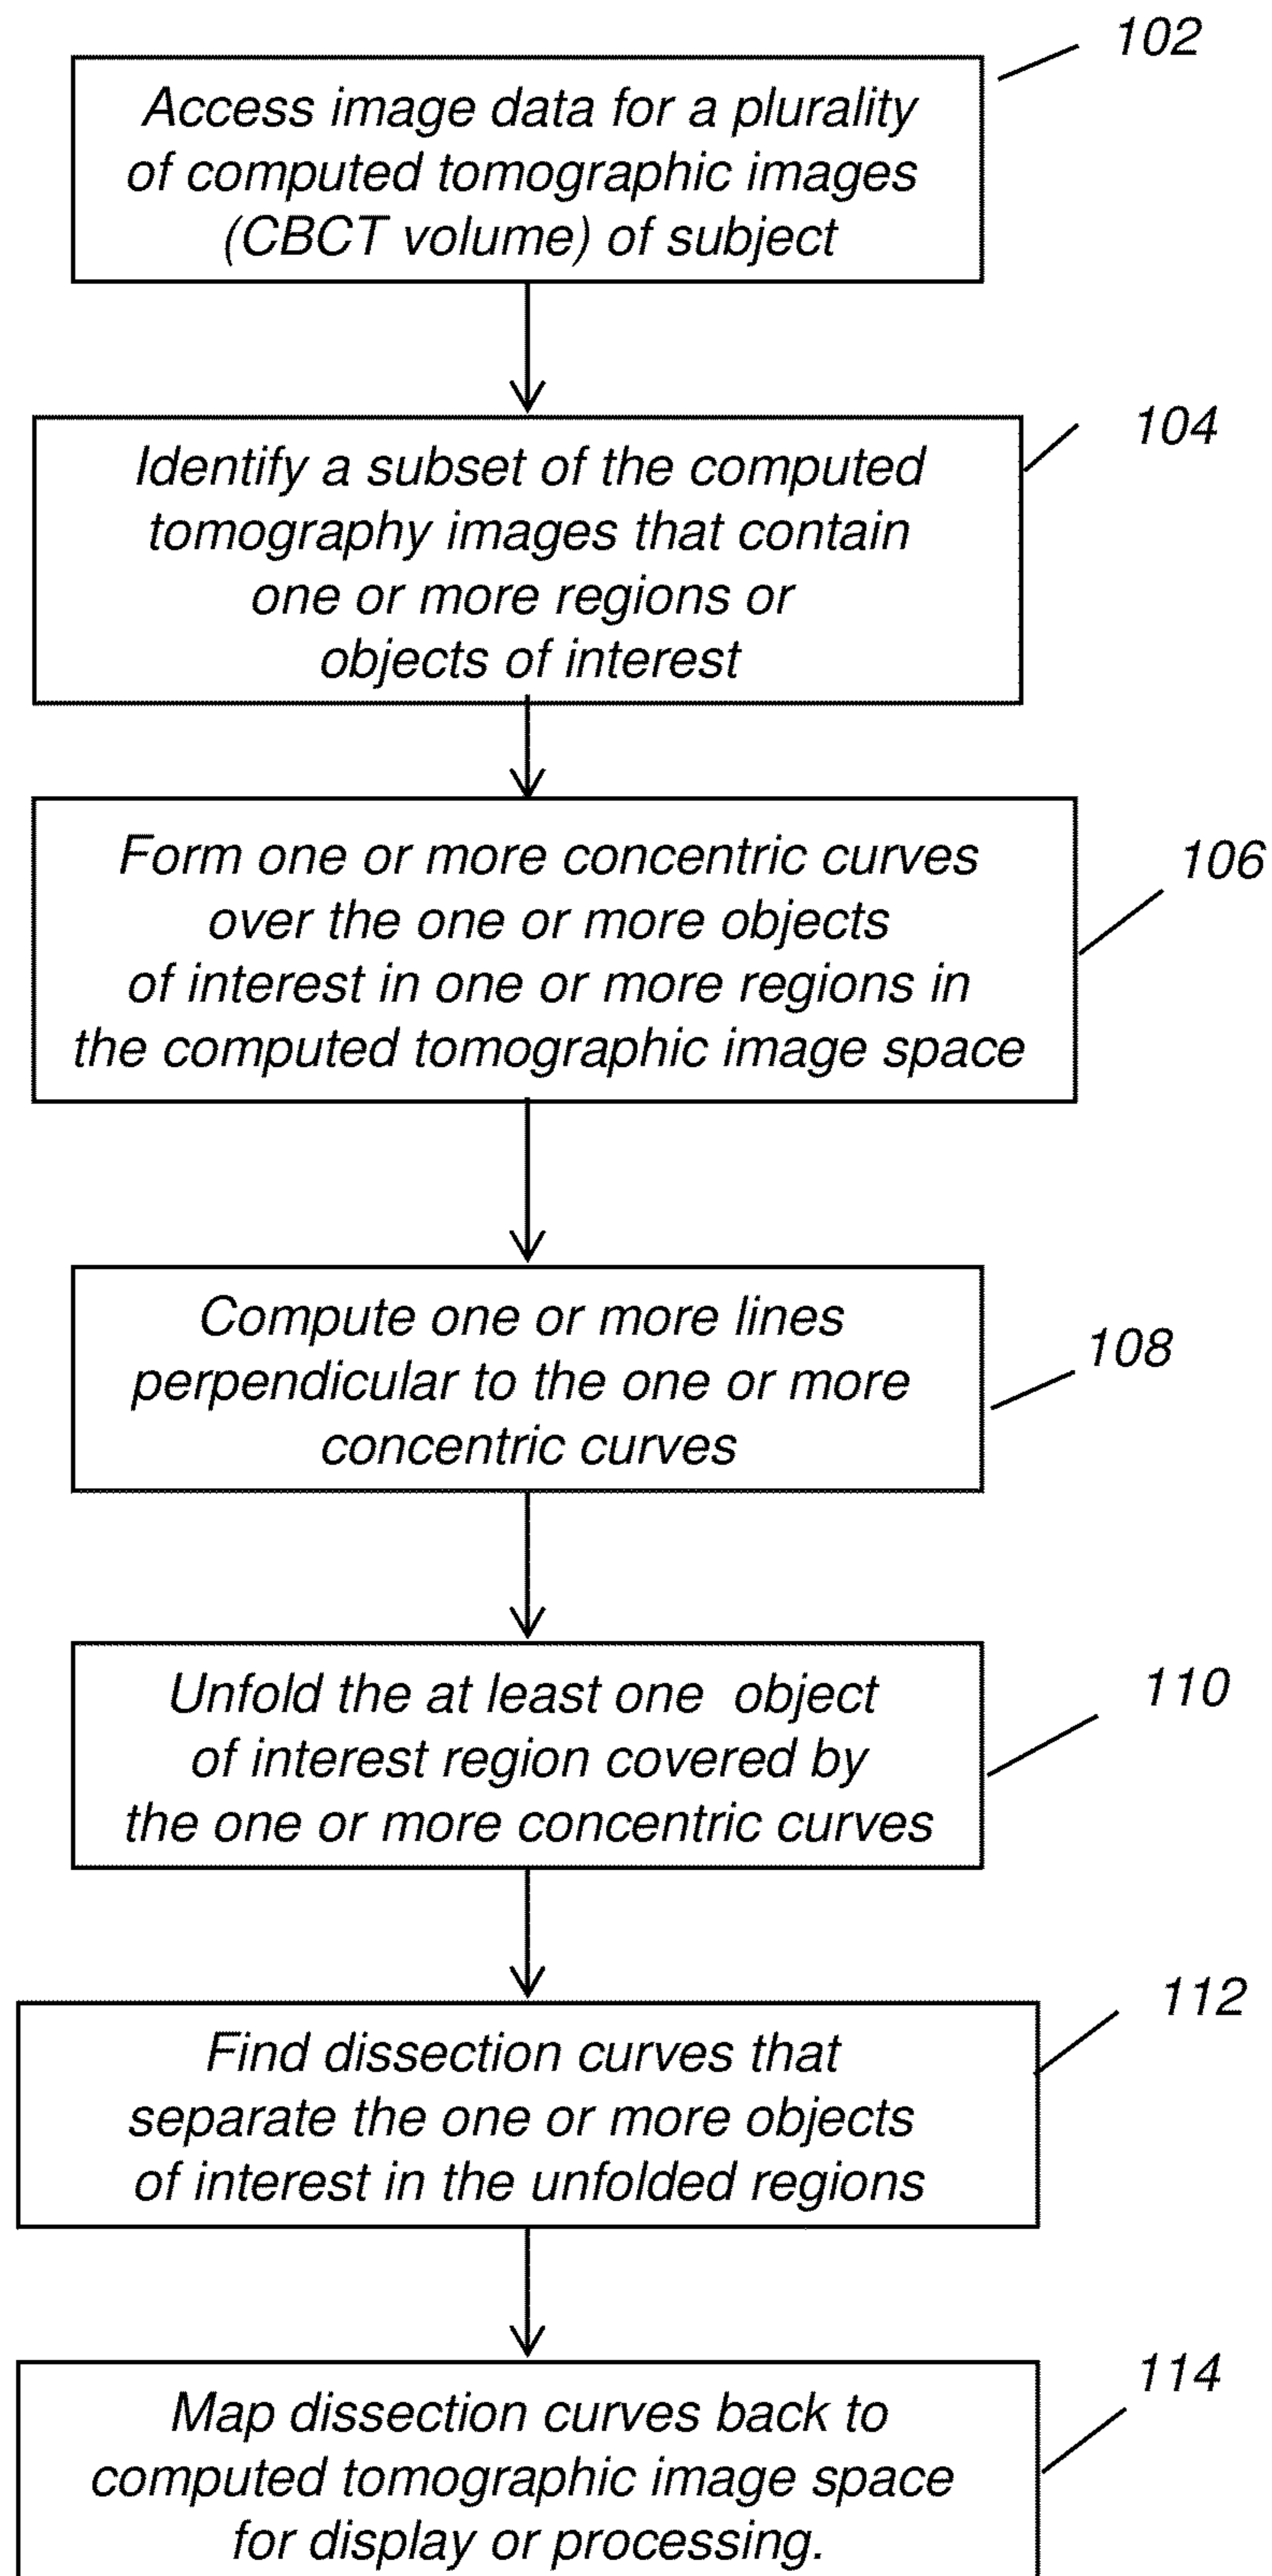 102
Access image data for a plurality
of computed tomographic images
(CBCT volume) of subject
104
Identify a subset of the computed
tomography images that contain
one or more regions or
objects of interest
106
Form one or more concentric curves
over the one or more objects
of interest in one or more regions in
the computed tomographic image space
108
Compute one or more lines
perpendicular to the one or more
concentric curves
110
Unfold the at least one object
of interest region covered by
the one or more concentric curves
112
Find dissection curves that
separate the one or more objects
of interest in the unfolded regions
114
Map dissection curves back to
computed tomographic image space
for display or processing.